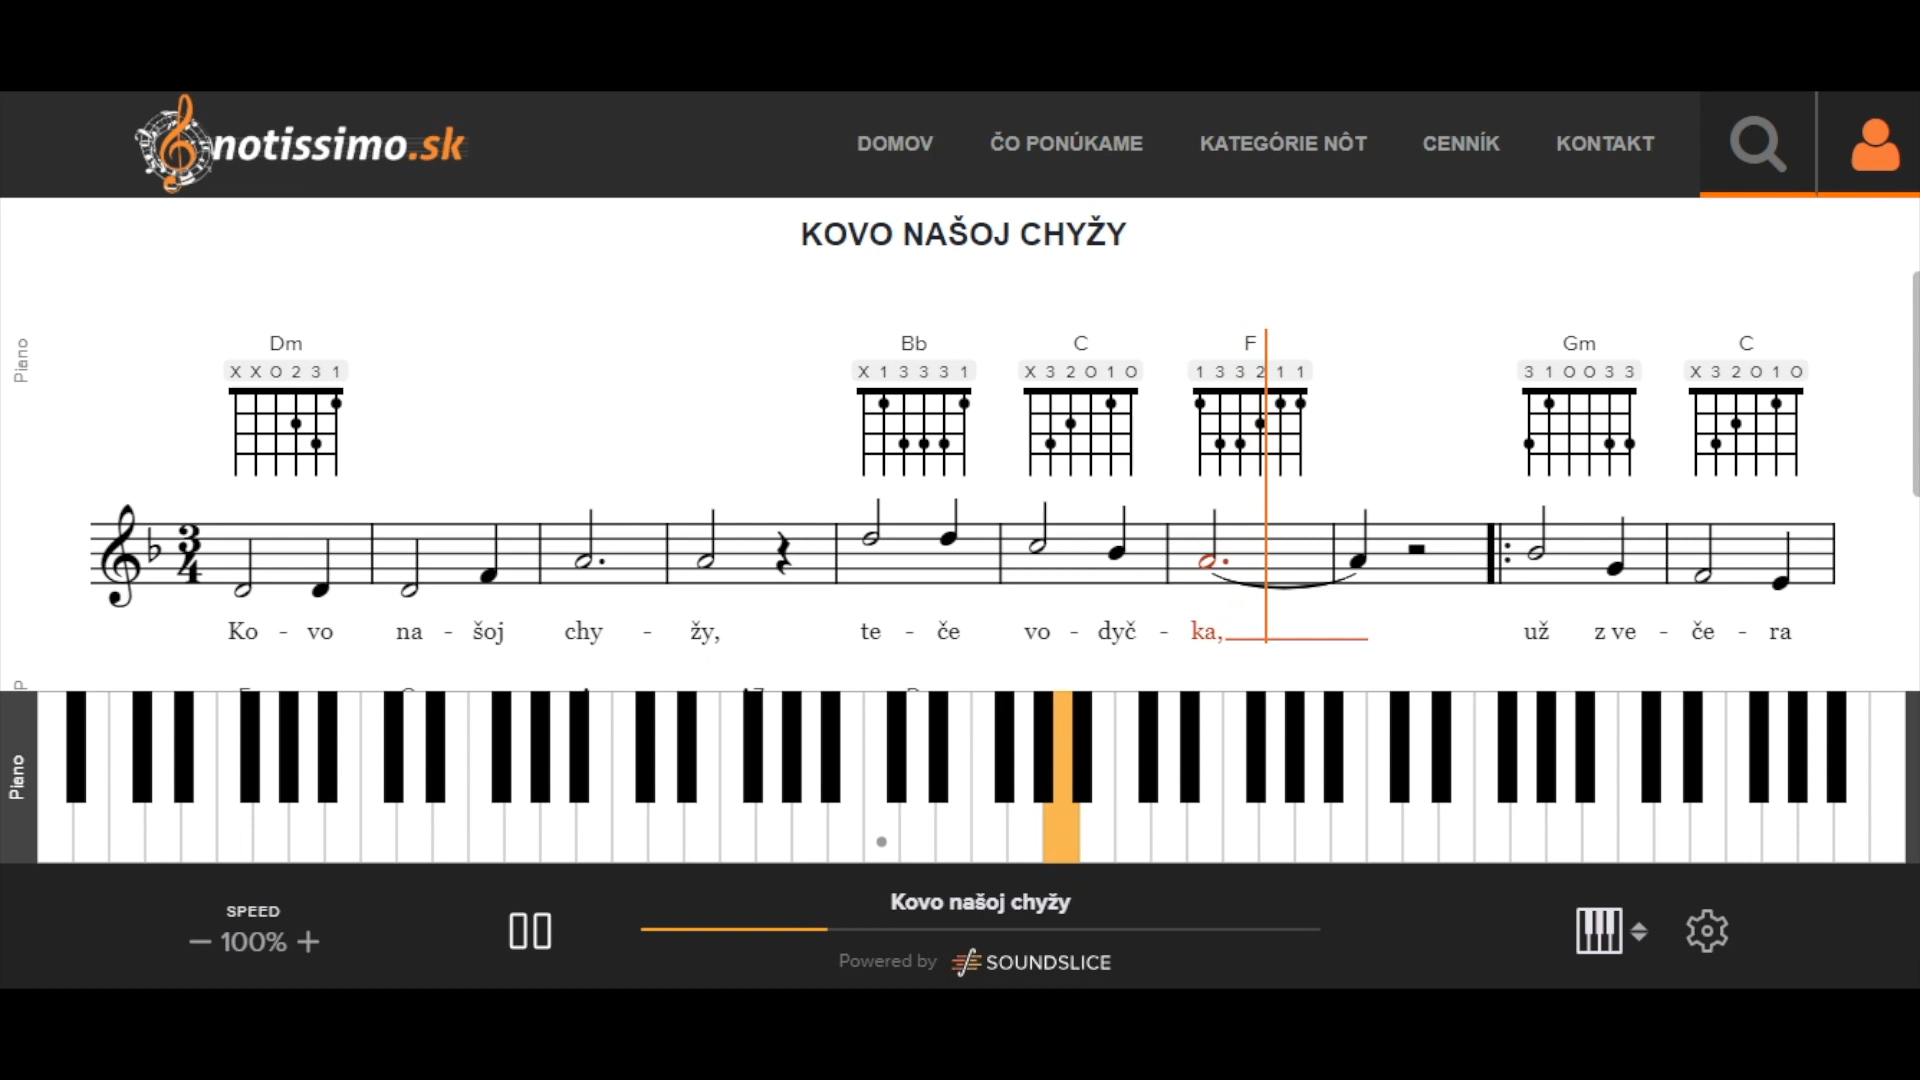 notissimo.sk
DOMOV ČO PONÚKAME KATEGÓRIE NÔT CENNÍK KONTAKT
KOVO NAŠOJ CHYŽY
Piano
Dm Bb C F Gm C
X X O 2 3 1 X 1 3 3 3 1 X 3 2 O 1 O 1 3 3 2 1 1 3 1 O O 3 3 X 3 2 O 1 O
3
4
Ko - vo na - šoj chy - žy, te - če vo - dyč - ka, už z ve - če - ra
Piano
Kovo našoj chyžy
SPEED
− 100% +
Powered by SOUNDSLICE